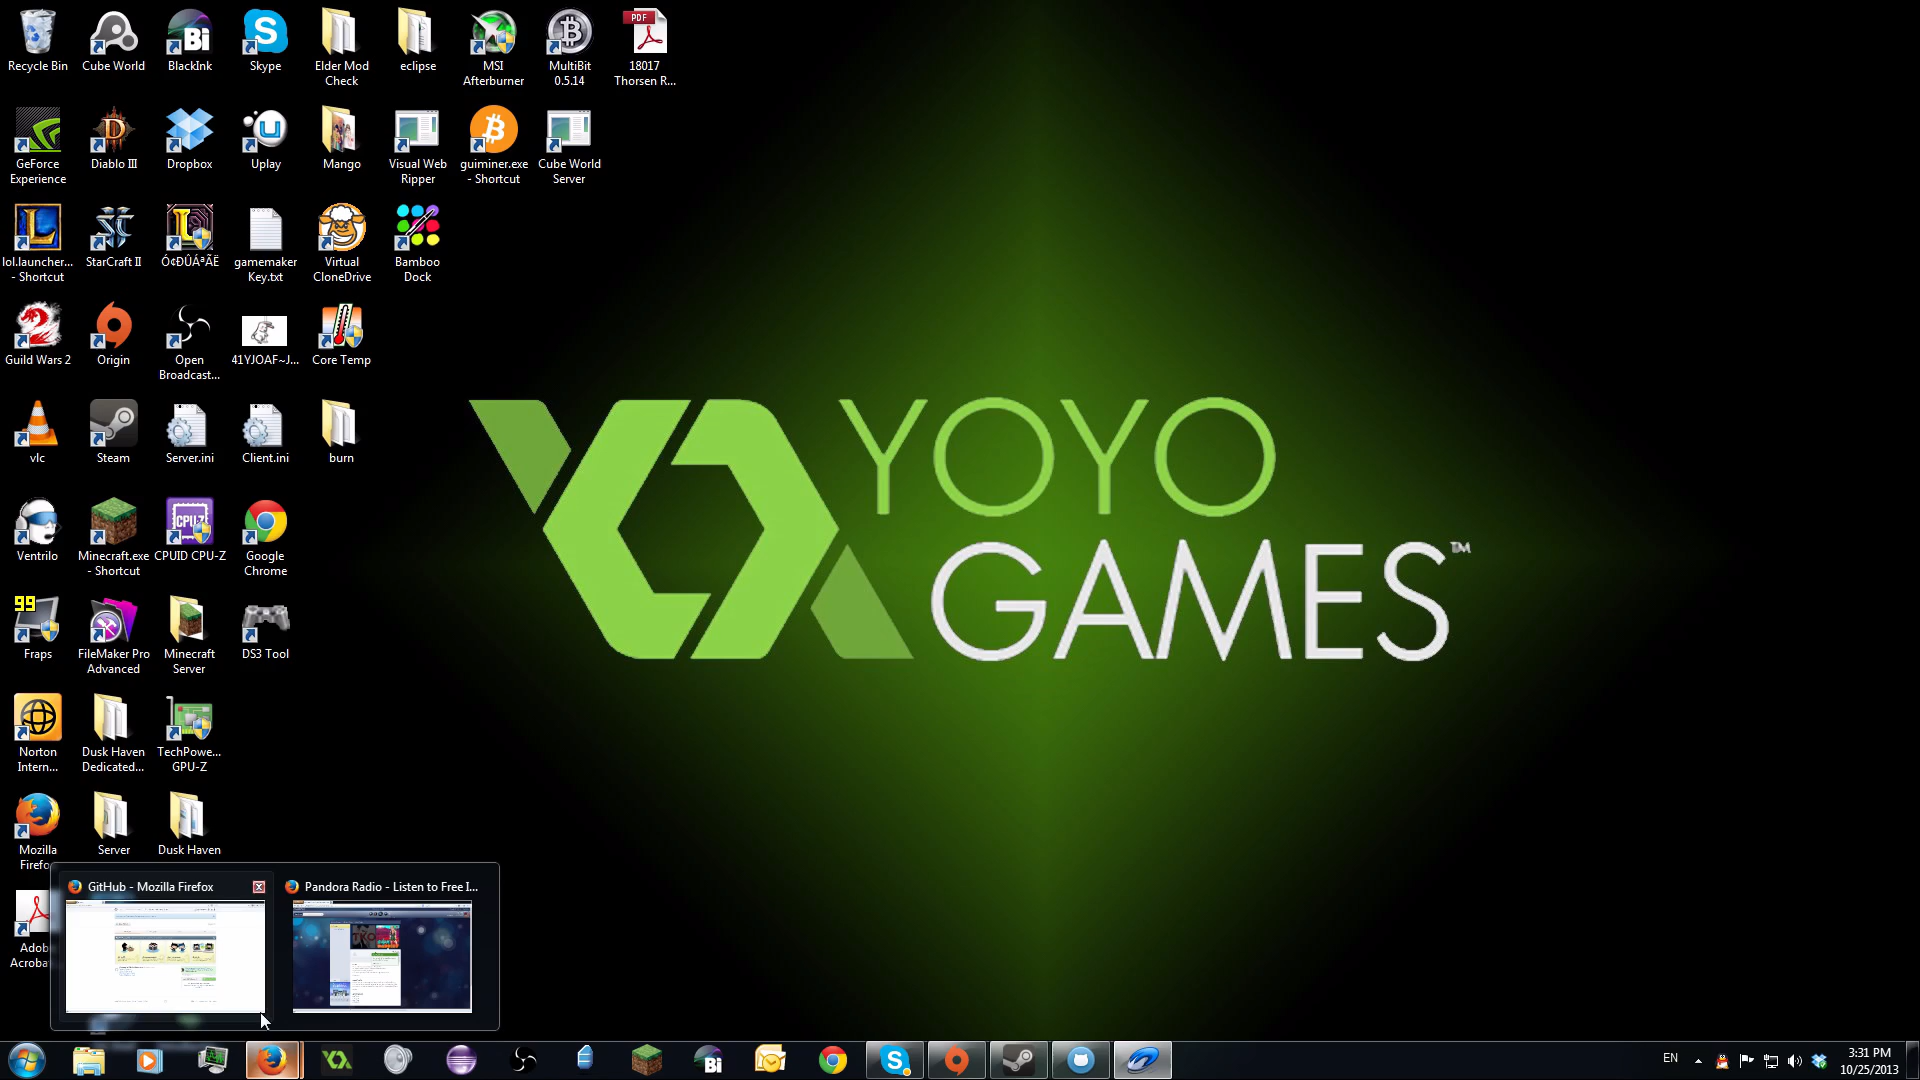 Recycle Bin
Cube World
BlackInk
Skype
Elder Mod
Check
eclipse
MSI
Afterburner
MultiBit
0.5.14
PDF
18017
Thorsen R...
GeForce
Experience
Diablo III
Dropbox
Uplay
Mango
Visual Web
Ripper
guiminer.exe
- Shortcut
Cube World
Server
lol.launcher...
- Shortcut
StarCraft II
Ó¢ÐÛÁªÃË
gamemaker
Key.txt
Virtual
CloneDrive
Bamboo
Dock
Guild Wars 2
Origin
Open
Broadcast...
41YJOAF~J...
Core Temp
vlc
Steam
Server.ini
Client.ini
burn
Ventrilo
Minecraft.exe
- Shortcut
CPUID CPU-Z
Google
Chrome
99
Fraps
FileMaker Pro
Advanced
Minecraft
Server
DS3 Tool
Norton
Intern...
Dusk Haven
Dedicated...
TechPowe...
GPU-Z
Mozilla
Firefo
Server
Dusk Haven
Adob
Acroba
YOYO
GAMES™
GitHub - Mozilla Firefox
Pandora Radio - Listen to Free I...
EN
3:31 PM
10/25/2013